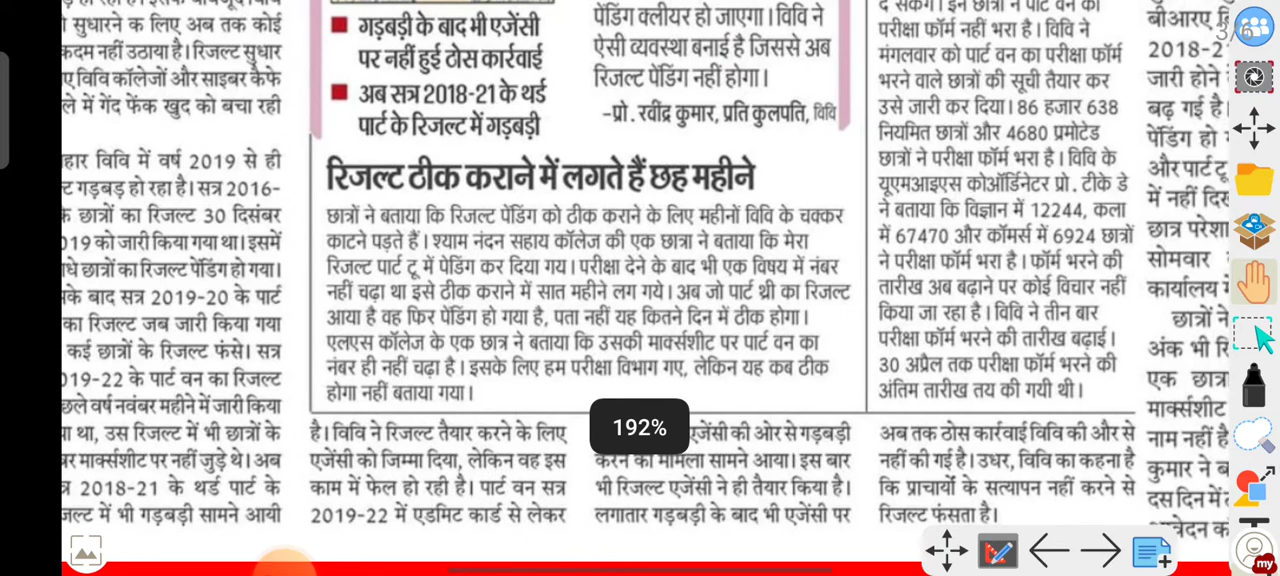 सुधारने के लिए अब तक कोई
कदम नहीं उठाया है। रिजल्ट सुधार
ए विवि कॉलेजों और साइबर कैफे
ले में गेंद फेंक खुद को बचा रही
हार विवि में वर्ष 2019 से ही
ट गड़बड़ हो रहा है। सत्र 2016-
के छात्रों का रिजल्ट 30 दिसंबर
019 को जारी किया गया था। इसमें
धे छात्रों का रिजल्ट पेंडिंग हो गया।
के बाद सत्र 2019-20 के पार्ट
का रिजल्ट जब जारी किया गया
कई छात्रों के रिजल्ट फंसे। सत्र
019-22 के पार्ट वन का रिजल्ट
छले वर्ष नवंबर महीने में जारी किया
या था, उस रिजल्ट में भी छात्रों के
बर मार्क्सशीट पर नहीं जुड़े थे। अब
त्र 2018-21 के थर्ड पार्ट के
जल्ट में भी गड़बड़ी सामने आयी
गड़बड़ी के बाद भी एजेंसी
पर नहीं हुई ठोस कार्रवाई
अब सत्र 2018-21 के थर्ड
पार्ट के रिजल्ट में गड़बड़ी
पेंडिंग क्लीयर हो जाएगा। विवि ने
ऐसी व्यवस्था बनाई है जिससे अब
रिजल्ट पेंडिंग नहीं होगा।
-प्रो. रवींद्र कुमार, प्रति कुलपति, विवि
रिजल्ट ठीक कराने में लगते हैं छह महीने
छात्रों ने बताया कि रिजल्ट पेंडिंग को ठीक कराने के लिए महीनों विवि के चक्कर
काटने पड़ते हैं। श्याम नंदन सहाय कॉलेज की एक छात्रा ने बताया कि मेरा
रिजल्ट पार्ट टू में पेंडिंग कर दिया गय। परीक्षा देने के बाद भी एक विषय में नंबर
नहीं चढ़ा था इसे ठीक कराने में सात महीने लग गये। अब जो पार्ट थ्री का रिजल्ट
आया है वह फिर पेंडिंग हो गया है, पता नहीं यह कितने दिन में ठीक होगा।
एलएस कॉलेज के एक छात्र ने बताया कि उसकी मार्क्सशीट पर पार्ट वन का
नंबर ही नहीं चढ़ा है। इसके लिए हम परीक्षा विभाग गए, लेकिन यह कब ठीक
होगा नहीं बताया गया।
है। विवि ने रिजल्ट तैयार करने के लिए
एजेंसी को जिम्मा दिया, लेकिन वह इस
काम में फेल हो रही है। पार्ट वन सत्र
2019-22 में एडमिट कार्ड से लेकर
192%
एजेंसी की ओर से गड़बड़ी
करने का मामला सामने आया। इस बार
भी रिजल्ट एजेंसी ने ही तैयार किया है।
लगातार गड़बड़ी के बाद भी एजेंसी पर
परीक्षा फॉर्म नहीं भरा है। विवि ने
मंगलवार को पार्ट वन का परीक्षा फॉर्म
भरने वाले छात्रों की सूची तैयार कर
उसे जारी कर दिया। 86 हजार 638
नियमित छात्रों और 4680 प्रमोटेड
छात्रों ने परीक्षा फॉर्म भरा है। विवि के
यूएमआइएस कोऑर्डिनेटर प्रो. टीके डे
ने बताया कि विज्ञान में 12244, कला
में 67470 और कॉमर्स में 6924 छात्रों
ने परीक्षा फॉर्म भरा है। फॉर्म भरने की
तारीख अब बढ़ाने पर कोई विचार नहीं
किया जा रहा है। विवि ने तीन बार
परीक्षा फॉर्म भरने की तारीख बढ़ाई।
30 अप्रैल तक परीक्षा फॉर्म भरने की
अंतिम तारीख तय की गयी थी।
अब तक ठोस कार्रवाई विवि की और से
नहीं की गई है। उधर, विवि का कहना है
कि प्राचार्यों के सत्यापन नहीं करने से
रिजल्ट फंसता है।
बीआरए
2018-2
जारी होने
बढ़ गई है।
पेंडिंग हो
और पार्ट टू
में नहीं
छात्र
सोमवार
कार्यालय
छात्रों ने
अंक भी
एक छात्र
मार्क्सशीट
नाम नहीं है
कुमार ने
दस दिन में
my